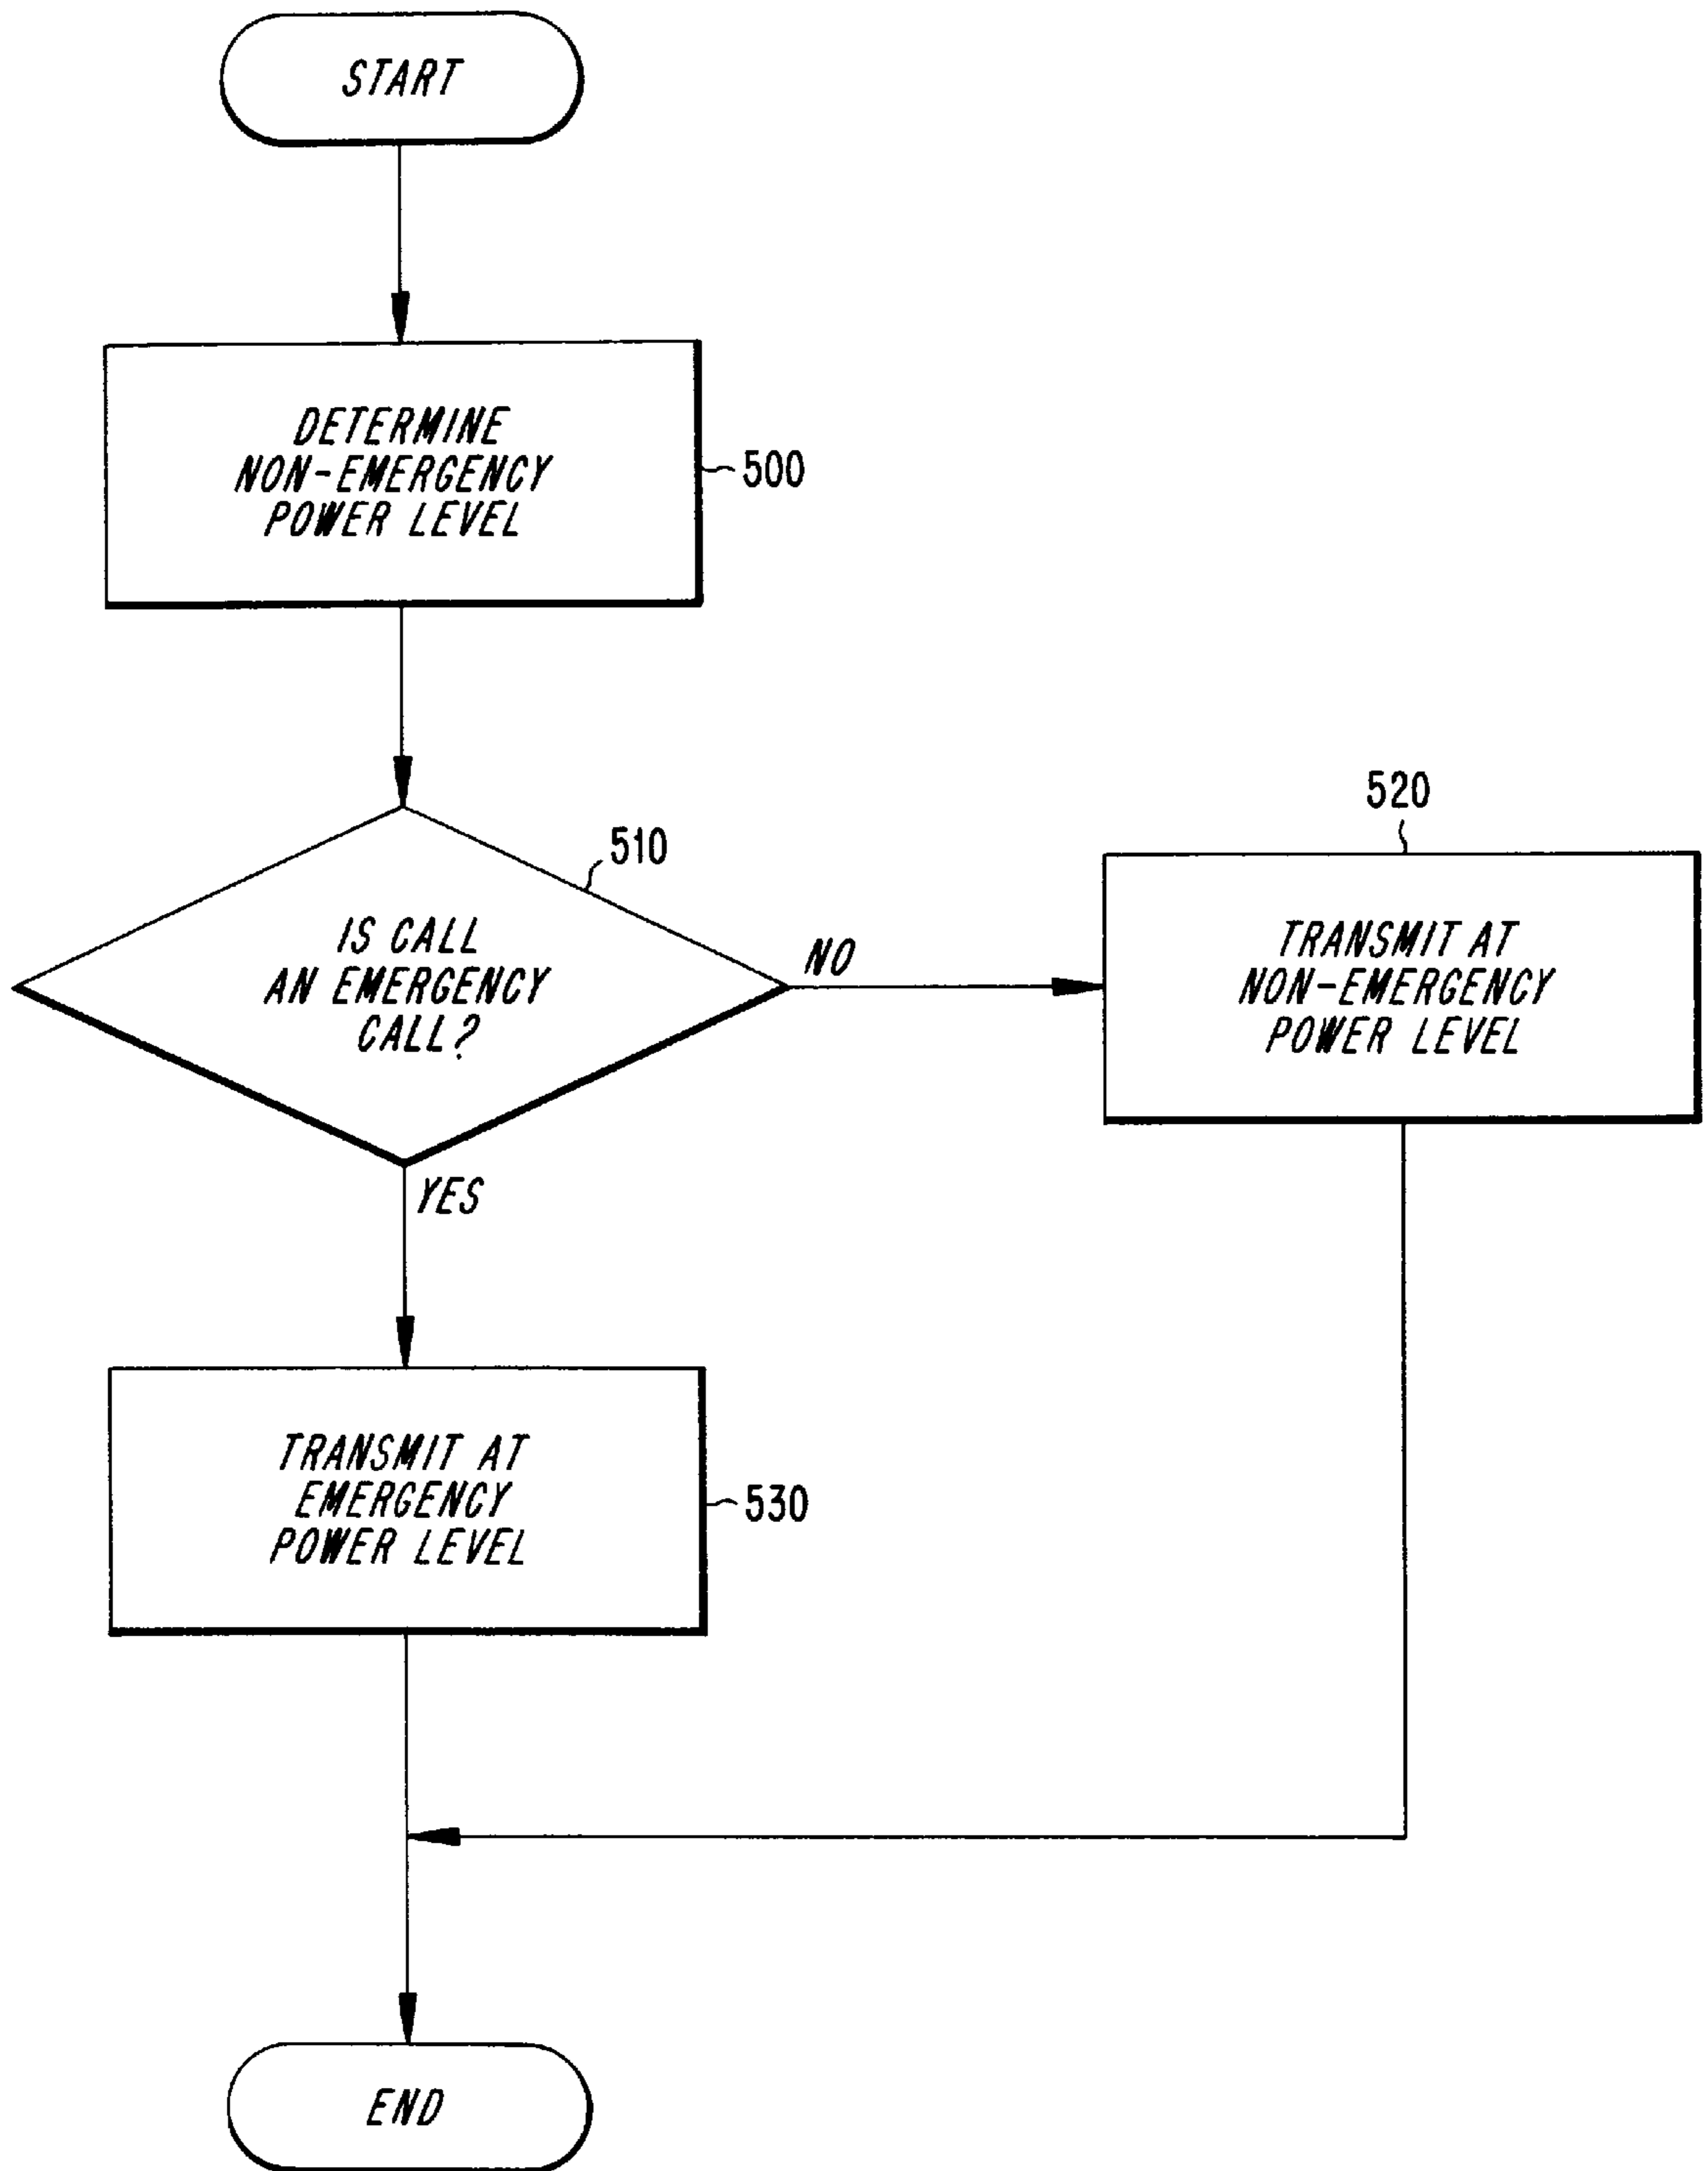 START
DETERMINE
NON-EMERGENCY
POWER LEVEL
500
510
IS CALL
AN EMERGENCY
CALL?
NO
520
TRANSMIT AT
NON-EMERGENCY
POWER LEVEL
YES
TRANSMIT AT
EMERGENCY
POWER LEVEL
530
END